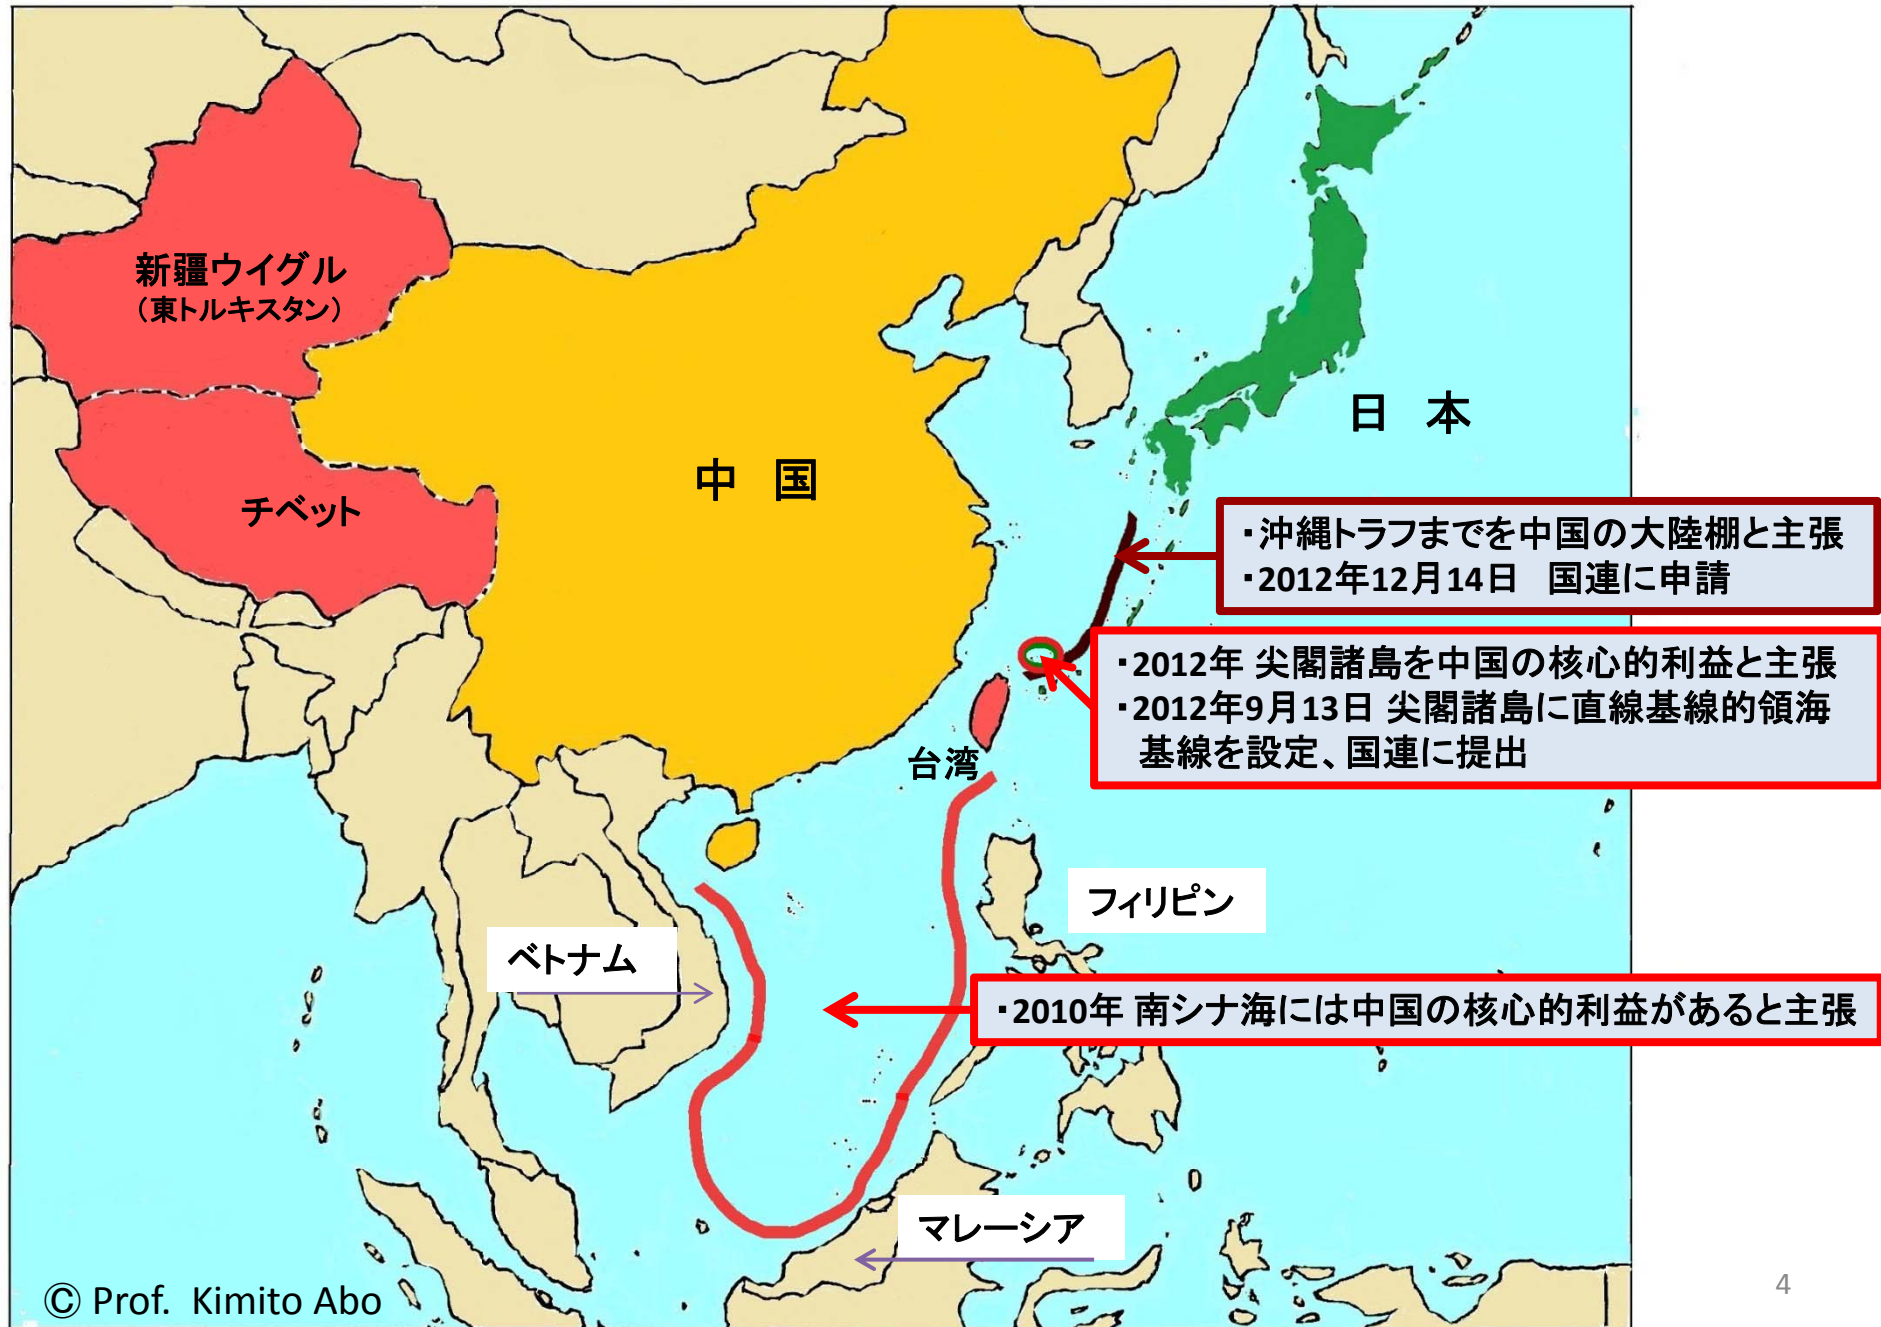 新疆ウイグル
（東トルキスタン）
チベット
中 国
日 本
・沖縄トラフまでを中国の大陸棚と主張
・2012年12月14日 国連に申請
・2012年 尖閣諸島を中国の核心的利益と主張
・2012年9月13日 尖閣諸島に直線基線的領海
基線を設定、国連に提出
台湾
フィリピン
ベトナム
・2010年 南シナ海には中国の核心的利益があると主張
マレーシア
© Prof. Kimito Abo
4